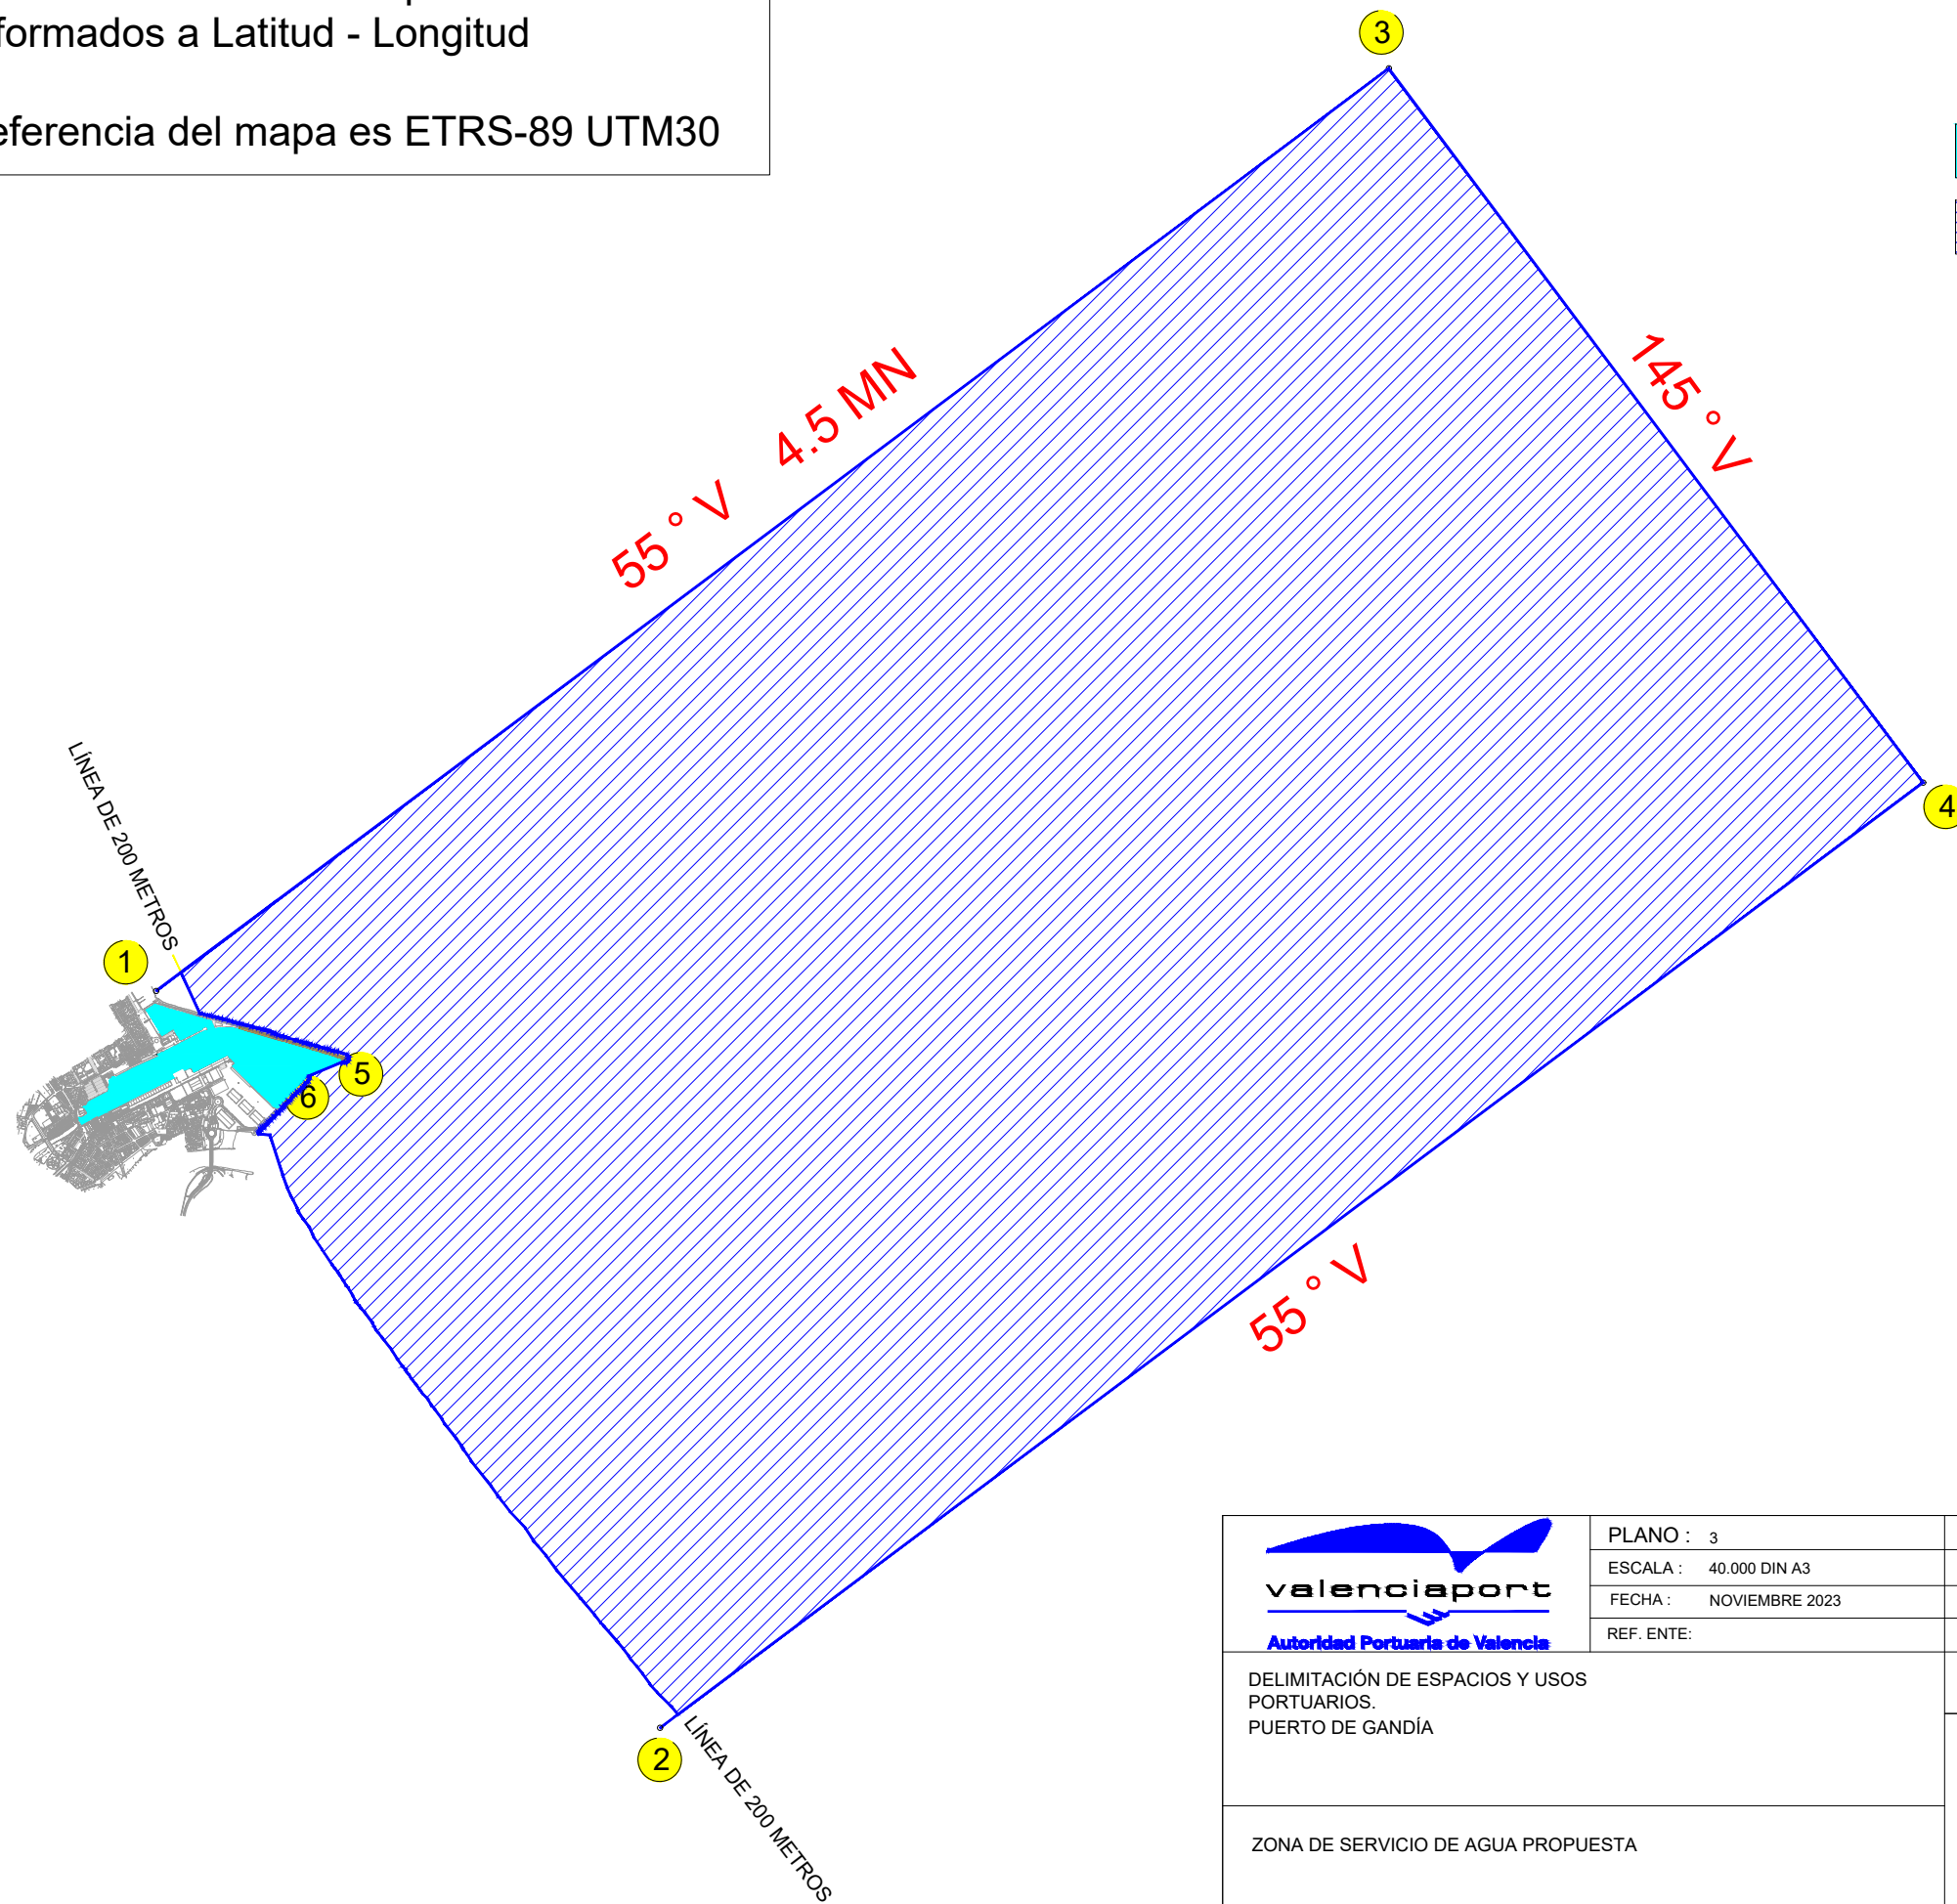 formados a Latitud - Longitud
eferencia del mapa es ETRS-89 UTM30
3
145 ° V
55 ° V 4.5 MN
4
LÍNEA DE 200 METROS
1
5
6
55 ° V
2
LÍNEA DE 200 METROS
valenciaport
Autoridad Portuaria de Valencia
PLANO : 3
ESCALA : 40.000 DIN A3
FECHA : NOVIEMBRE 2023
REF. ENTE:
DELIMITACIÓN DE ESPACIOS Y USOS
PORTUARIOS.
PUERTO DE GANDÍA
ZONA DE SERVICIO DE AGUA PROPUESTA